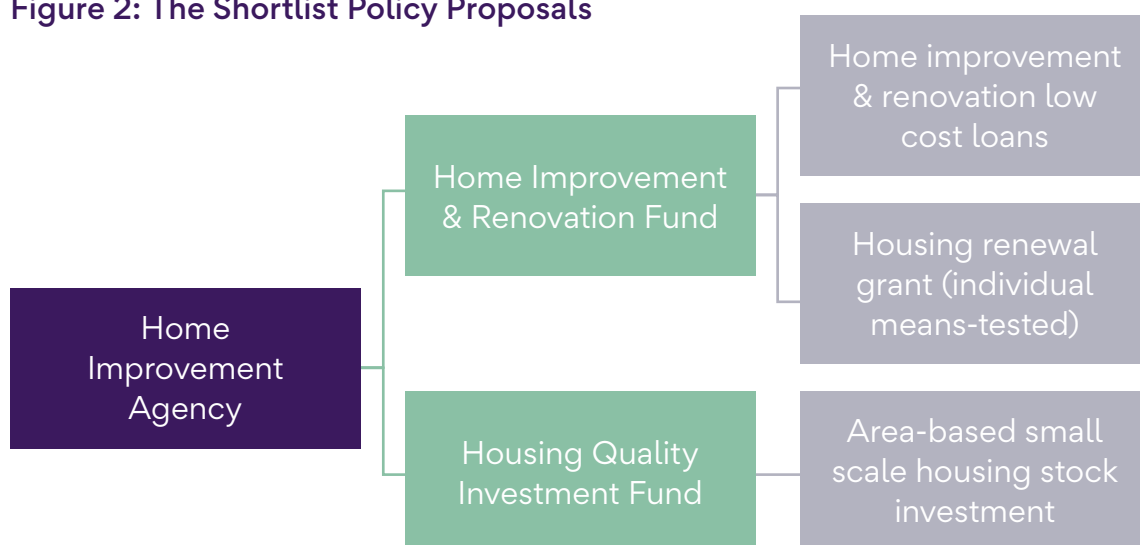 Figure 2: The Shortlist Policy Proposals
Home improvement
& renovation low
cost loans
Home Improvement
& Renovation Fund
Housing renewal
grant (individual
means-tested)
Home
Improvement
Agency
Housing Quality
Investment Fund
Area-based small
scale housing stock
investment